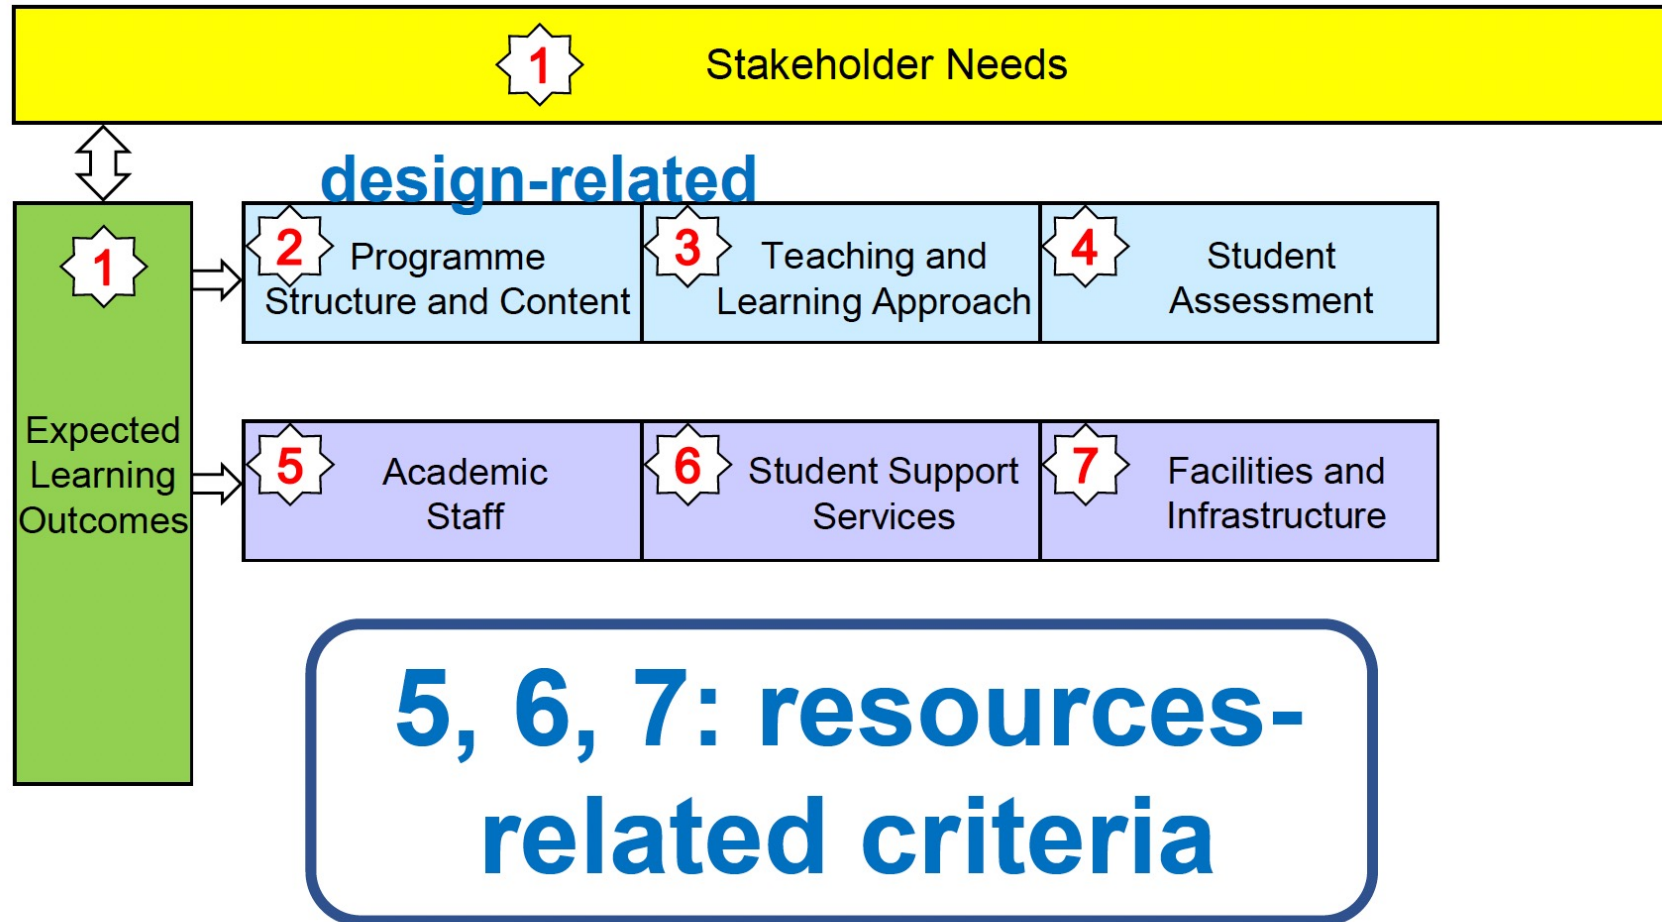 1 Stakeholder Needs
design-related
1
Expected
Learning
Outcomes
2 Programme
Structure and Content
3 Teaching and
Learning Approach
4 Student
Assessment
5 Academic
Staff
6 Student Support
Services
7 Facilities and
Infrastructure
5, 6, 7: resources-
related criteria